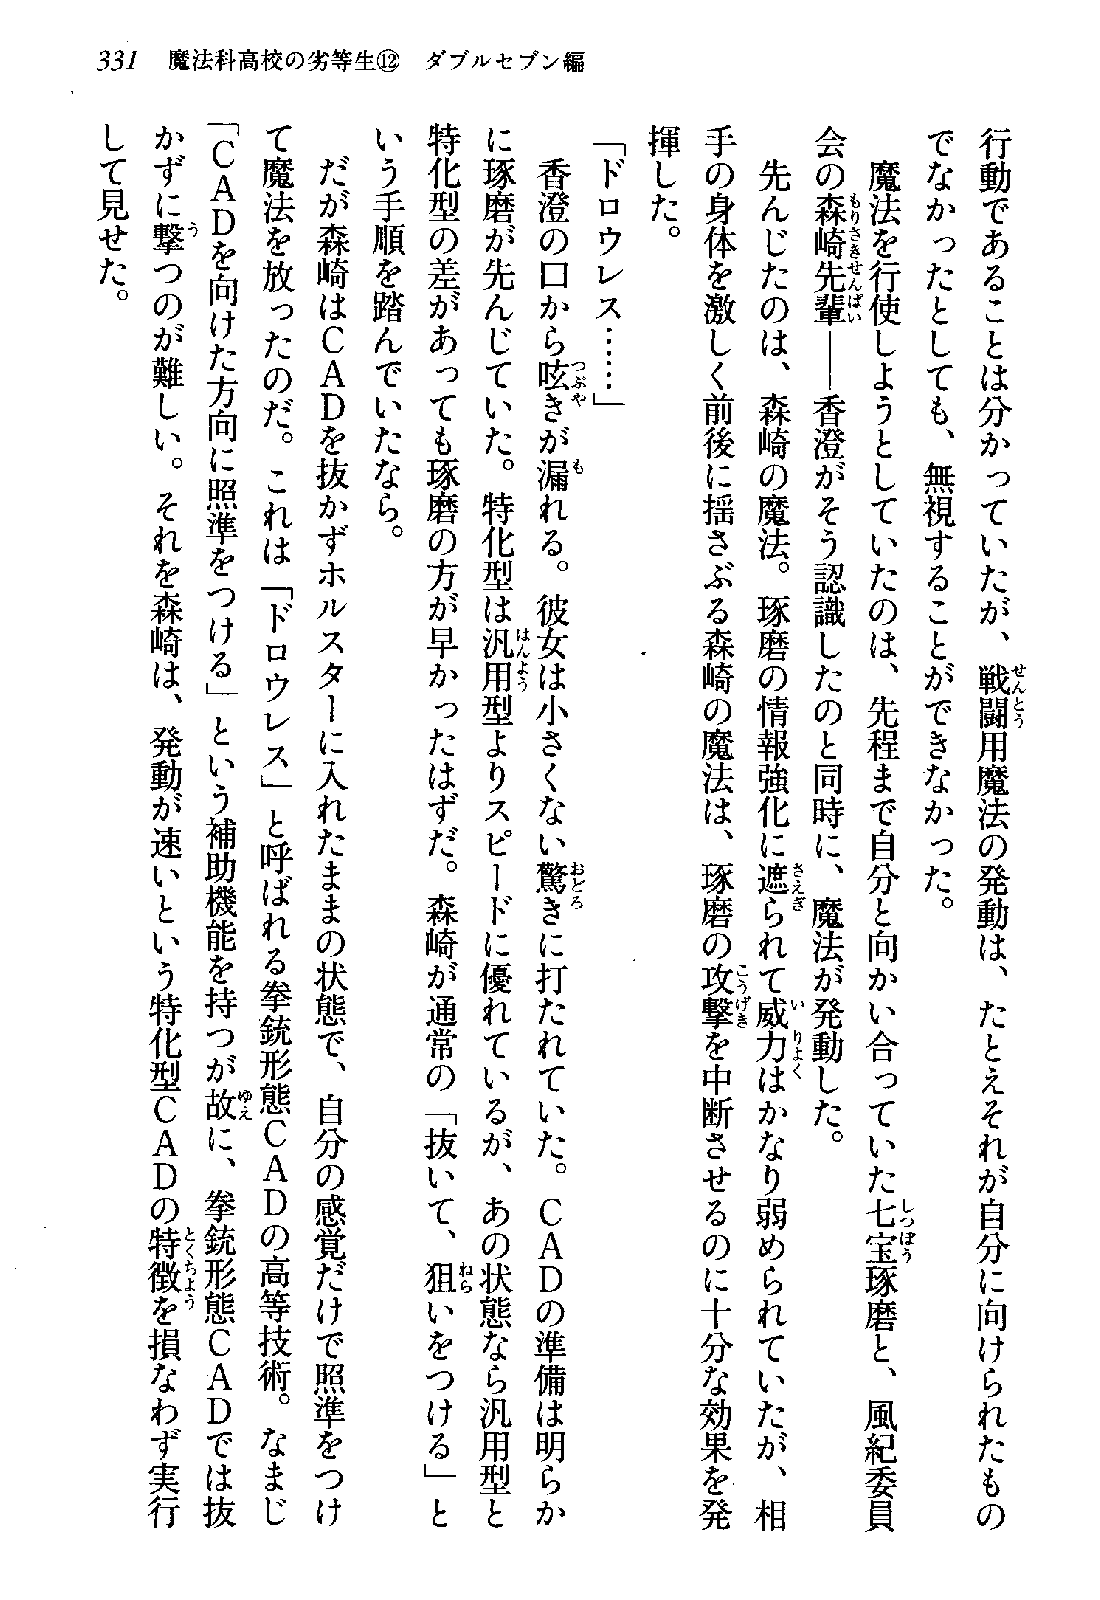 331　魔法科高校の劣等生⑫　ダブルセブン編
行動であることは分かっていたが、戦闘用魔法の発動は、たとえそれが自分に向けられたもの
でなかったとしても、無視することができなかった。
　魔法を行使しようとしていたのは、先程まで自分と向かい合っていた七宝琢磨と、風紀委員
会の森崎先輩――香澄がそう認識したのと同時に、魔法が発動した。
　先んじたのは、森崎の魔法。琢磨の情報強化に遮られて威力はかなり弱められていたが、相
手の身体を激しく前後に揺さぶる森崎の魔法は、琢磨の攻撃を中断させるのに十分な効果を発
揮した。
「ドロウレス……」
　香澄の口から呟きが漏れる。彼女は小さくない驚きに打たれていた。ＣＡＤの準備は明らか
に琢磨が先んじていた。特化型は汎用型よりスピードに優れているが、あの状態なら汎用型と
特化型の差があっても琢磨の方が早かったはずだ。森崎が通常の「抜いて、狙いをつける」と
いう手順を踏んでいたなら。
　だが森崎はＣＡＤを抜かずホルスターに入れたままの状態で、自分の感覚だけで照準をつけ
て魔法を放ったのだ。これは「ドロウレス」と呼ばれる拳銃形態ＣＡＤの高等技術。なまじ
「ＣＡＤを向けた方向に照準をつける」という補助機能を持つが故に、拳銃形態ＣＡＤでは抜
かずに撃つのが難しい。それを森崎は、発動が速いという特化型ＣＡＤの特徴を損なわず実行
して見せた。